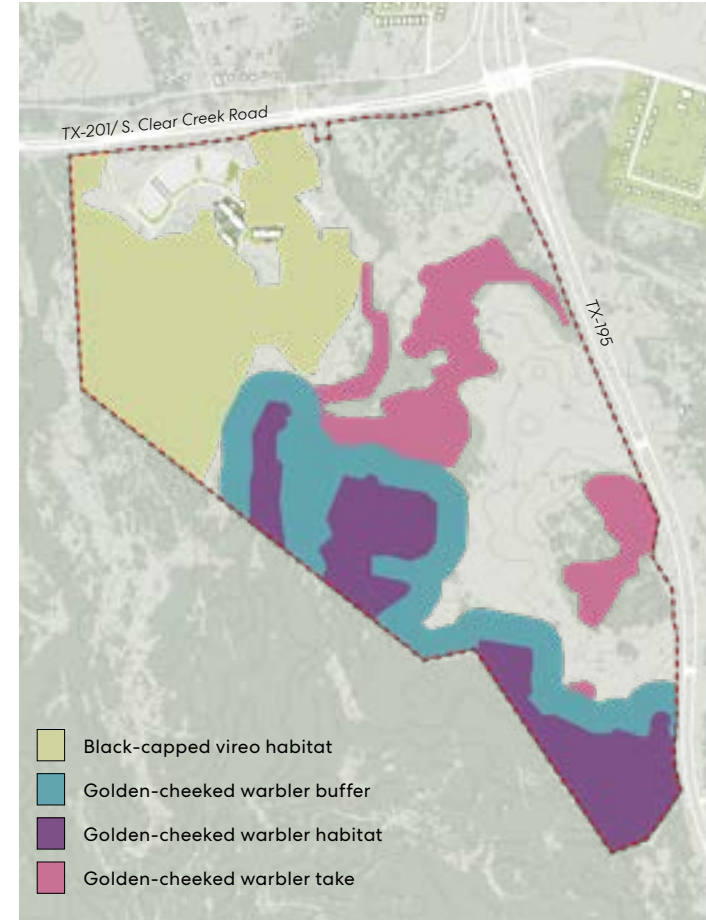 TX-201/ S. Clear Creek Road
TX-195
Black-capped vireo habitat
Golden-cheeked warbler buffer
Golden-cheeked warbler habitat
Golden-cheeked warbler take